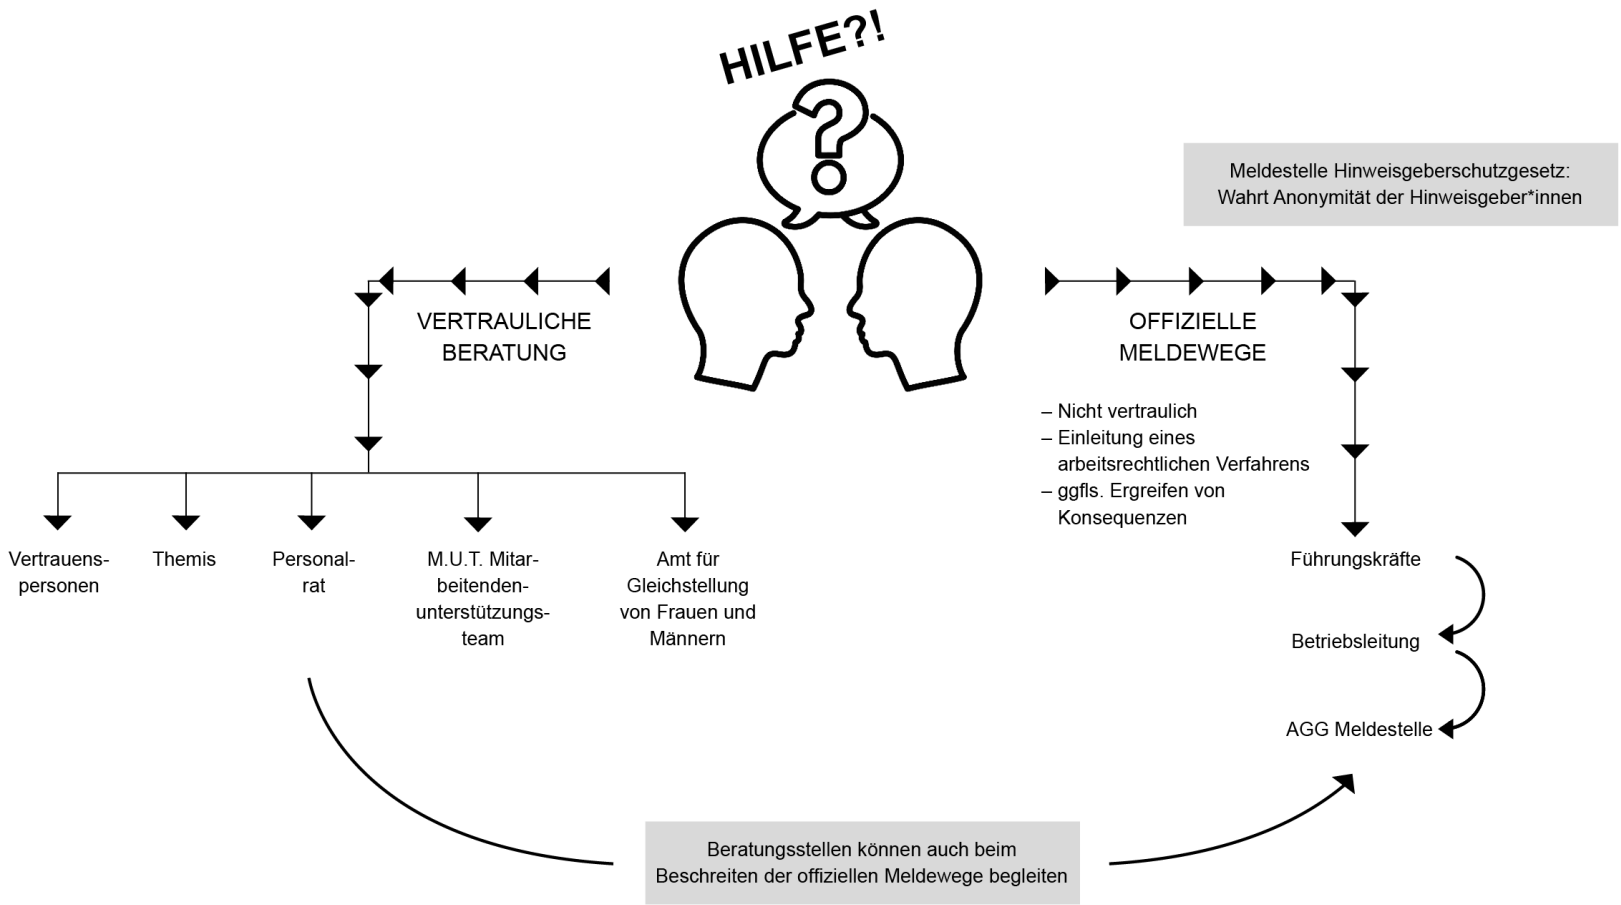 HILFE?!
?
Meldestelle Hinweisgeberschutzgesetz:
Wahrt Anonymität der Hinweisgeber*innen
VERTRAULICHE
BERATUNG
OFFIZIELLE
MELDEWEGE
– Nicht vertraulich
– Einleitung eines
arbeitsrechtlichen Verfahrens
– ggfls. Ergreifen von
Konsequenzen
Vertrauens-
personen
Themis
Personal-
rat
M.U.T. Mitar-
beitenden-
unterstützungs-
team
Amt für
Gleichstellung
von Frauen und
Männern
Führungskräfte
Betriebsleitung
AGG Meldestelle
Beratungsstellen können auch beim
Beschreiten der offiziellen Meldewege begleiten